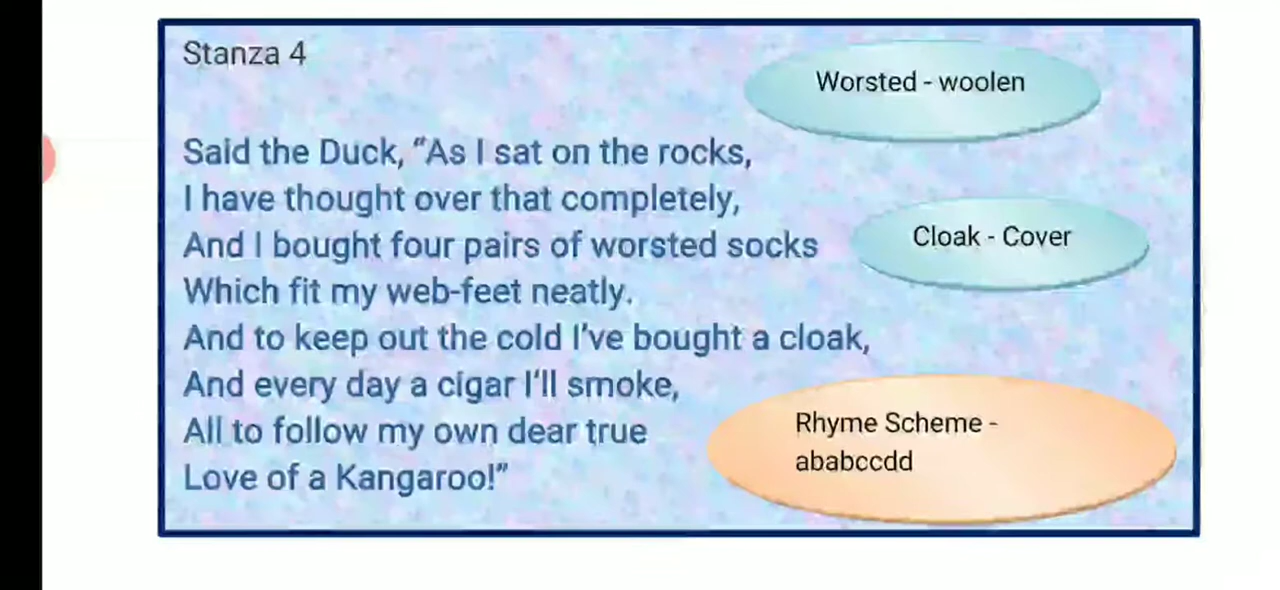 Stanza 4
Worsted - woolen
Said the Duck, “As I sat on the rocks,
I have thought over that completely,
And I bought four pairs of worsted socks
Which fit my web-feet neatly.
Cloak - Cover
And to keep out the cold I’ve bought a cloak,
And every day a cigar I’ll smoke,
All to follow my own dear true
Love of a Kangaroo!”
Rhyme Scheme -
ababccdd